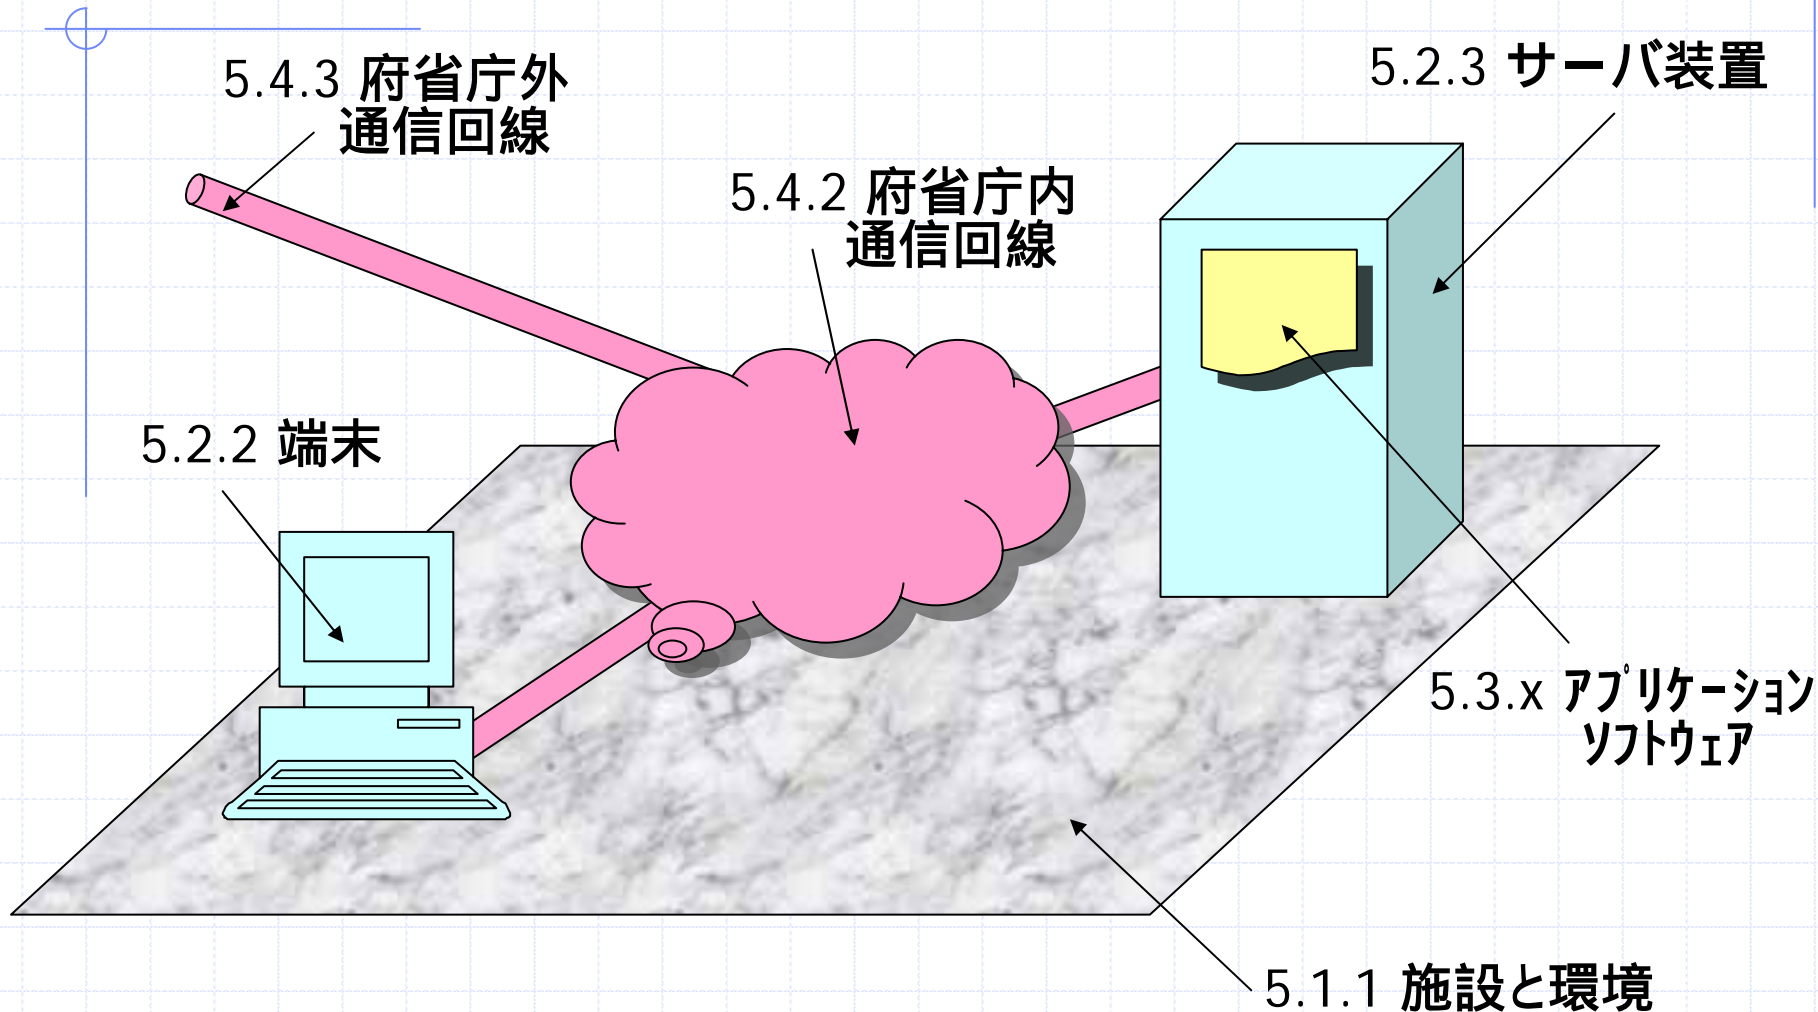 5.4.3 府省庁外
通信回線
5.2.3 サーバ装置
5.4.2 府省庁内
通信回線
5.2.2 端末
5.3.x アプリケーション
ソフトウェア
5.1.1 施設と環境